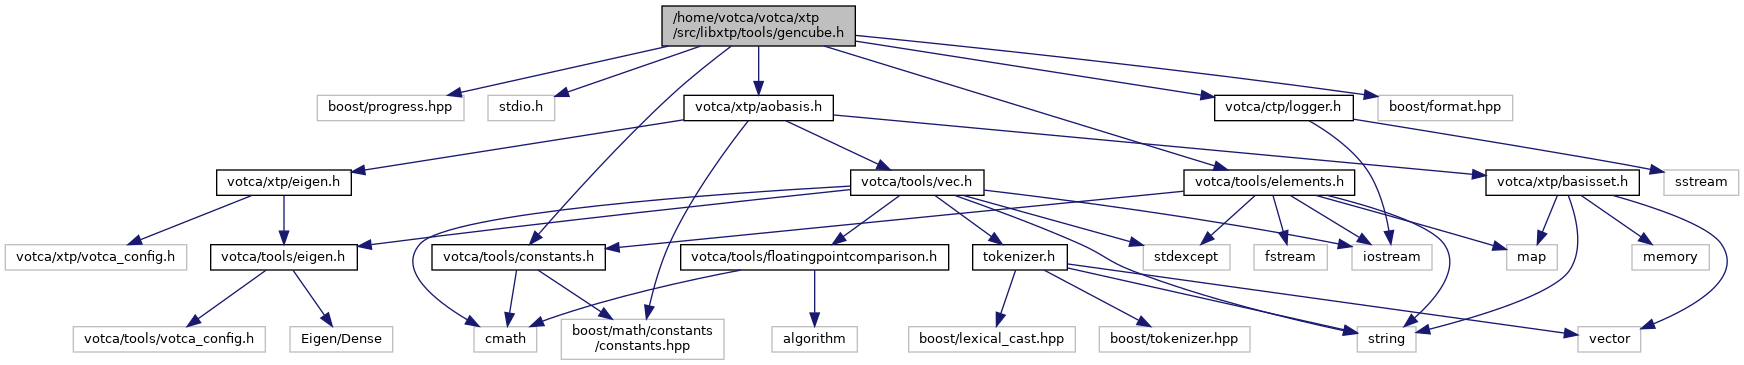 /home/votca/votca/xtp
/src/libxtp/tools/gencube.h
boost/progress.hpp
stdio.h
votca/xtp/aobasis.h
votca/ctp/logger.h
boost/format.hpp
votca/xtp/eigen.h
votca/tools/vec.h
votca/tools/elements.h
votca/xtp/basisset.h
sstream
votca/xtp/votca_config.h
votca/tools/eigen.h
votca/tools/constants.h
votca/tools/floatingpointcomparison.h
tokenizer.h
stdexcept
fstream
iostream
map
memory
votca/tools/votca_config.h
Eigen/Dense
cmath
boost/math/constants
/constants.hpp
algorithm
boost/lexical_cast.hpp
boost/tokenizer.hpp
string
vector